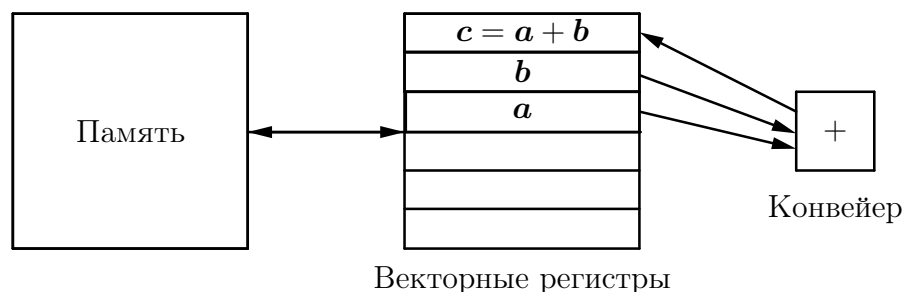 c = a + b
b
a
Память
+
Конвейер
Векторные регистры